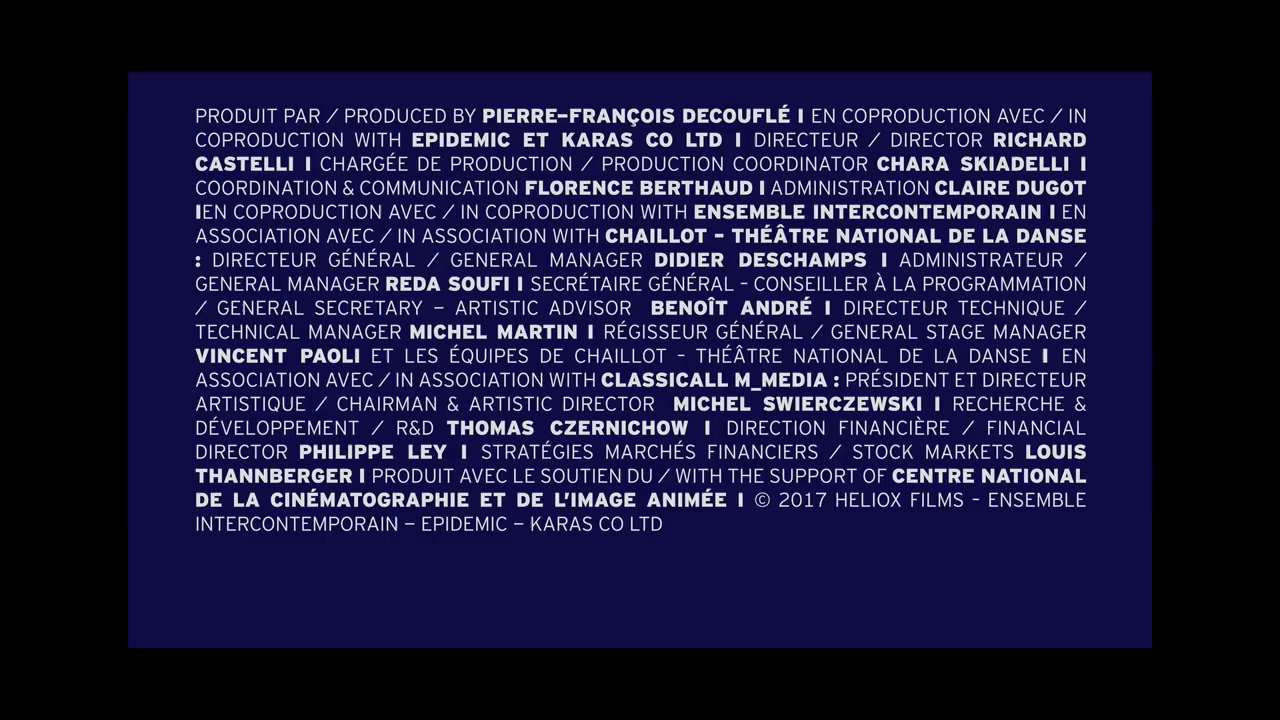 PRODUIT PAR / PRODUCED BY PIERRE–FRANÇOIS DECOUFLÉ I EN COPRODUCTION AVEC / IN
COPRODUCTION WITH EPIDEMIC ET KARAS CO LTD I DIRECTEUR / DIRECTOR RICHARD
CASTELLI I CHARGÉE DE PRODUCTION / PRODUCTION COORDINATOR CHARA SKIADELLI I
COORDINATION & COMMUNICATION FLORENCE BERTHAUD I ADMINISTRATION CLAIRE DUGOT
IEN COPRODUCTION AVEC / IN COPRODUCTION WITH ENSEMBLE INTERCONTEMPORAIN I EN
ASSOCIATION AVEC / IN ASSOCIATION WITH CHAILLOT - THÉÂTRE NATIONAL DE LA DANSE
: DIRECTEUR GÉNÉRAL / GENERAL MANAGER DIDIER DESCHAMPS I ADMINISTRATEUR /
GENERAL MANAGER REDA SOUFI I SECRÉTAIRE GÉNÉRAL - CONSEILLER À LA PROGRAMMATION
/ GENERAL SECRETARY – ARTISTIC ADVISOR BENOÎT ANDRÉ I DIRECTEUR TECHNIQUE /
TECHNICAL MANAGER MICHEL MARTIN I RÉGISSEUR GÉNÉRAL / GENERAL STAGE MANAGER
VINCENT PAOLI ET LES ÉQUIPES DE CHAILLOT - THÉÂTRE NATIONAL DE LA DANSE I EN
ASSOCIATION AVEC / IN ASSOCIATION WITH CLASSICALL M_MEDIA : PRÉSIDENT ET DIRECTEUR
ARTISTIQUE / CHAIRMAN & ARTISTIC DIRECTOR MICHEL SWIERCZEWSKI I RECHERCHE &
DÉVELOPPEMENT / R&D THOMAS CZERNICHOW I DIRECTION FINANCIÈRE / FINANCIAL
DIRECTOR PHILIPPE LEY I STRATÉGIES MARCHÉS FINANCIERS / STOCK MARKETS LOUIS
THANNBERGER I PRODUIT AVEC LE SOUTIEN DU / WITH THE SUPPORT OF CENTRE NATIONAL
DE LA CINÉMATOGRAPHIE ET DE L'IMAGE ANIMÉE I © 2017 HELIOX FILMS - ENSEMBLE
INTERCONTEMPORAIN – EPIDEMIC – KARAS CO LTD